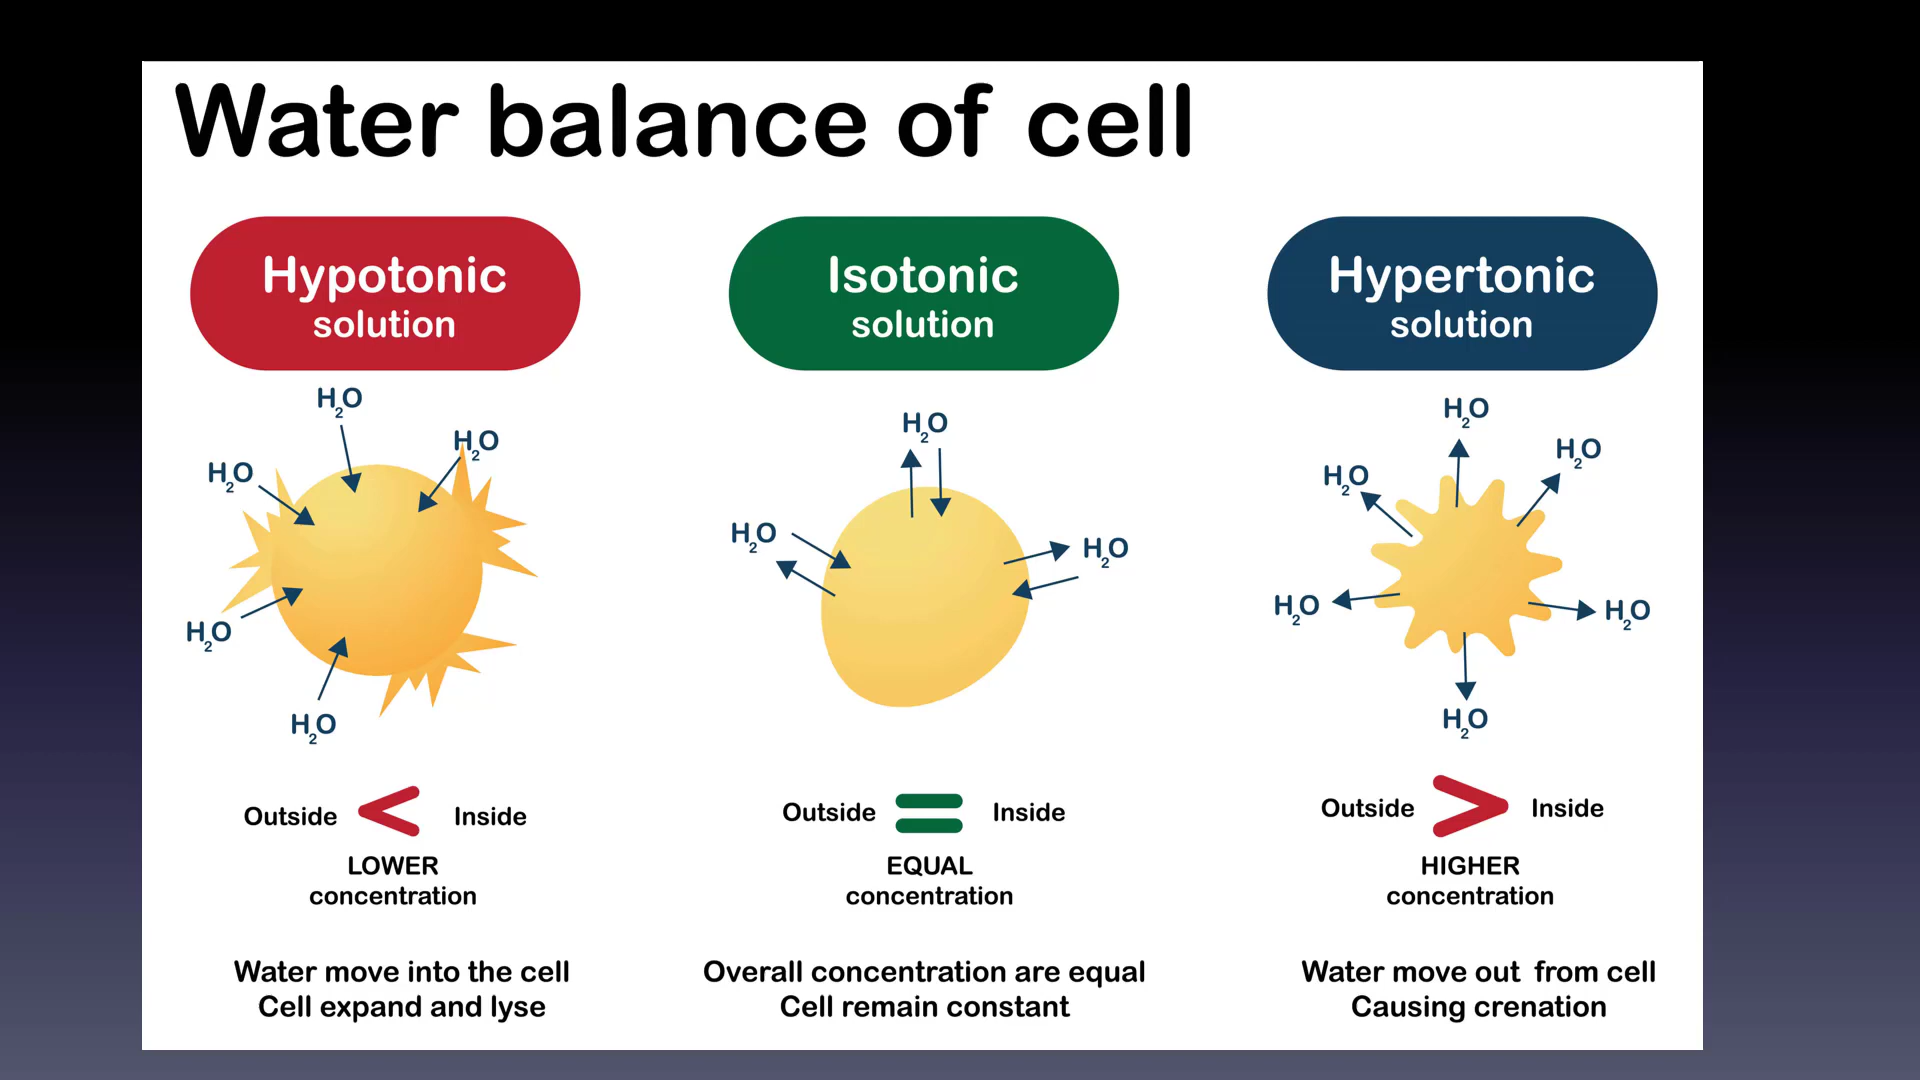 Water balance of cell
Hypotonic
solution
H₂O
H₂O
H₂O
H₂O
H₂O
Outside < Inside
LOWER
concentration
Water move into the cell
Cell expand and lyse
Isotonic
solution
H₂O
H₂O
H₂O
Outside = Inside
EQUAL
concentration
Overall concentration are equal
Cell remain constant
Hypertonic
solution
H₂O
H₂O
H₂O
H₂O
H₂O
H₂O
Outside > Inside
HIGHER
concentration
Water move out from cell
Causing crenation